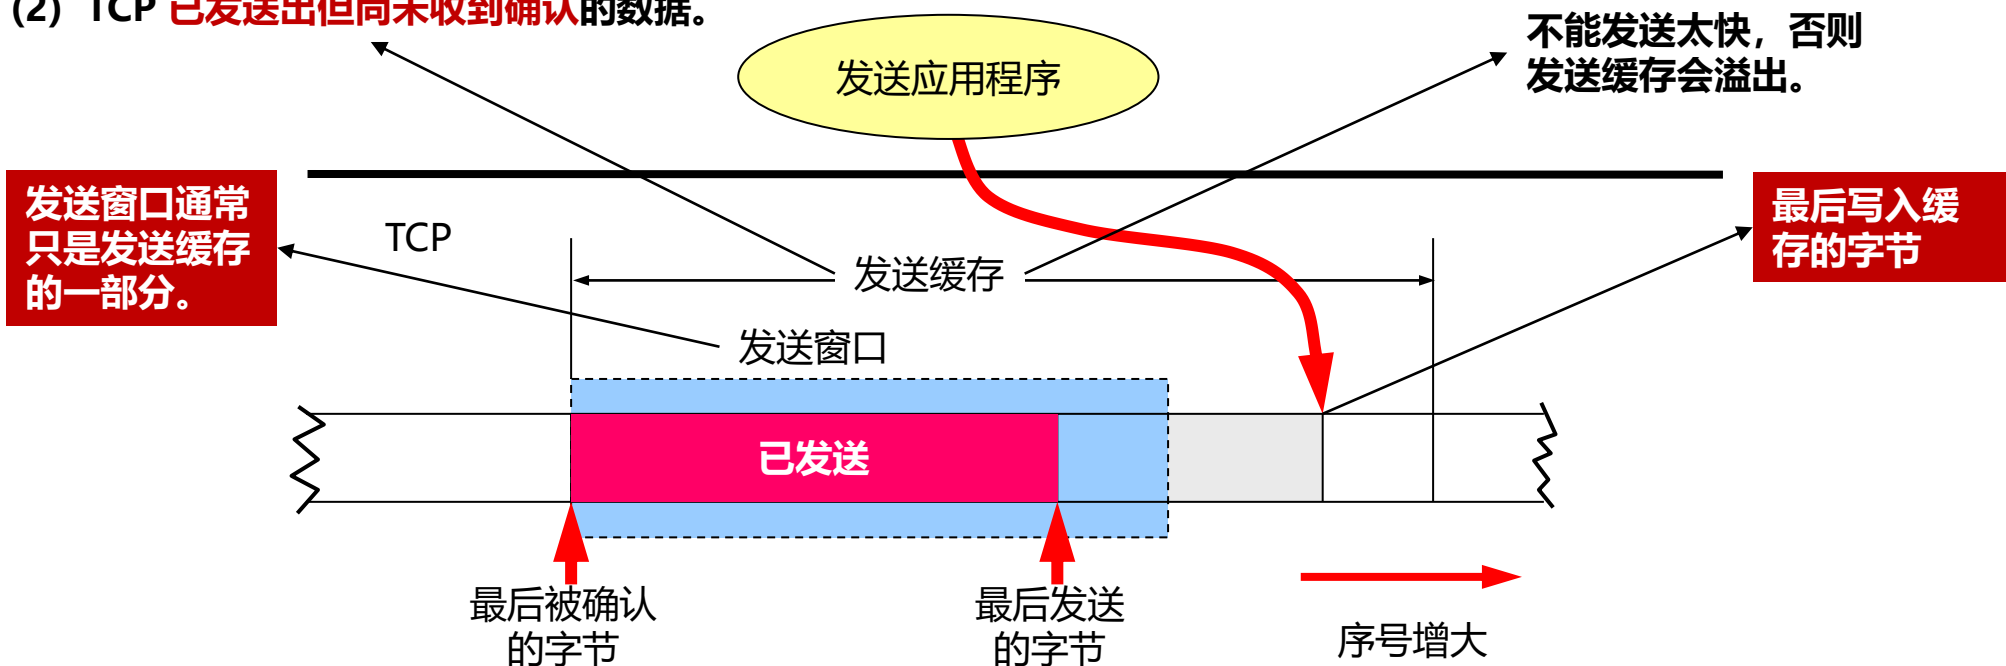 (2) TCP 已发送出但尚未收到确认的数据。
不能发送太快，否则
发送缓存会溢出。
发送应用程序
发送窗口通常
只是发送缓存
的一部分。
TCP
最后写入缓
存的字节
发送缓存
发送窗口
已发送
最后被确认
的字节
最后发送
的字节
序号增大